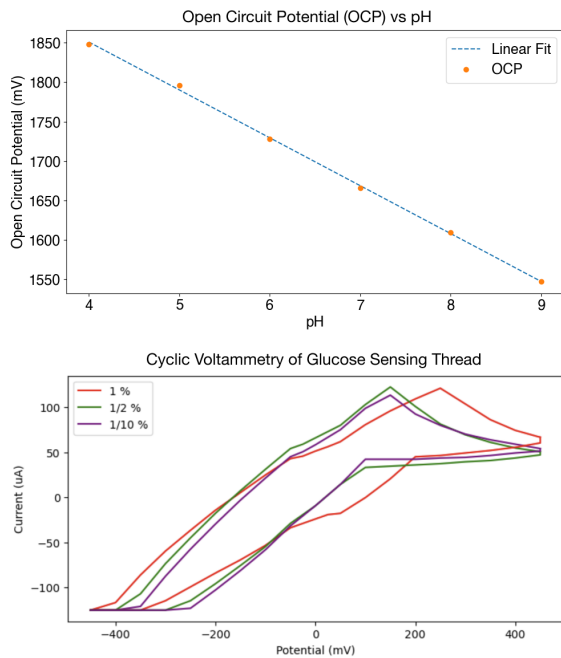 Open Circuit Potential (OCP) vs pH
Open Circuit Potential (mV)
1850
1800
1750
1700
1650
1600
1550
Linear Fit
OCP
4 5 6 7 8 9
pH
Cyclic Voltammetry of Glucose Sensing Thread
Current (uA)
100
50
0
−50
−100
1 %
1/2 %
1/10 %
−400 −200 0 200 400
Potential (mV)